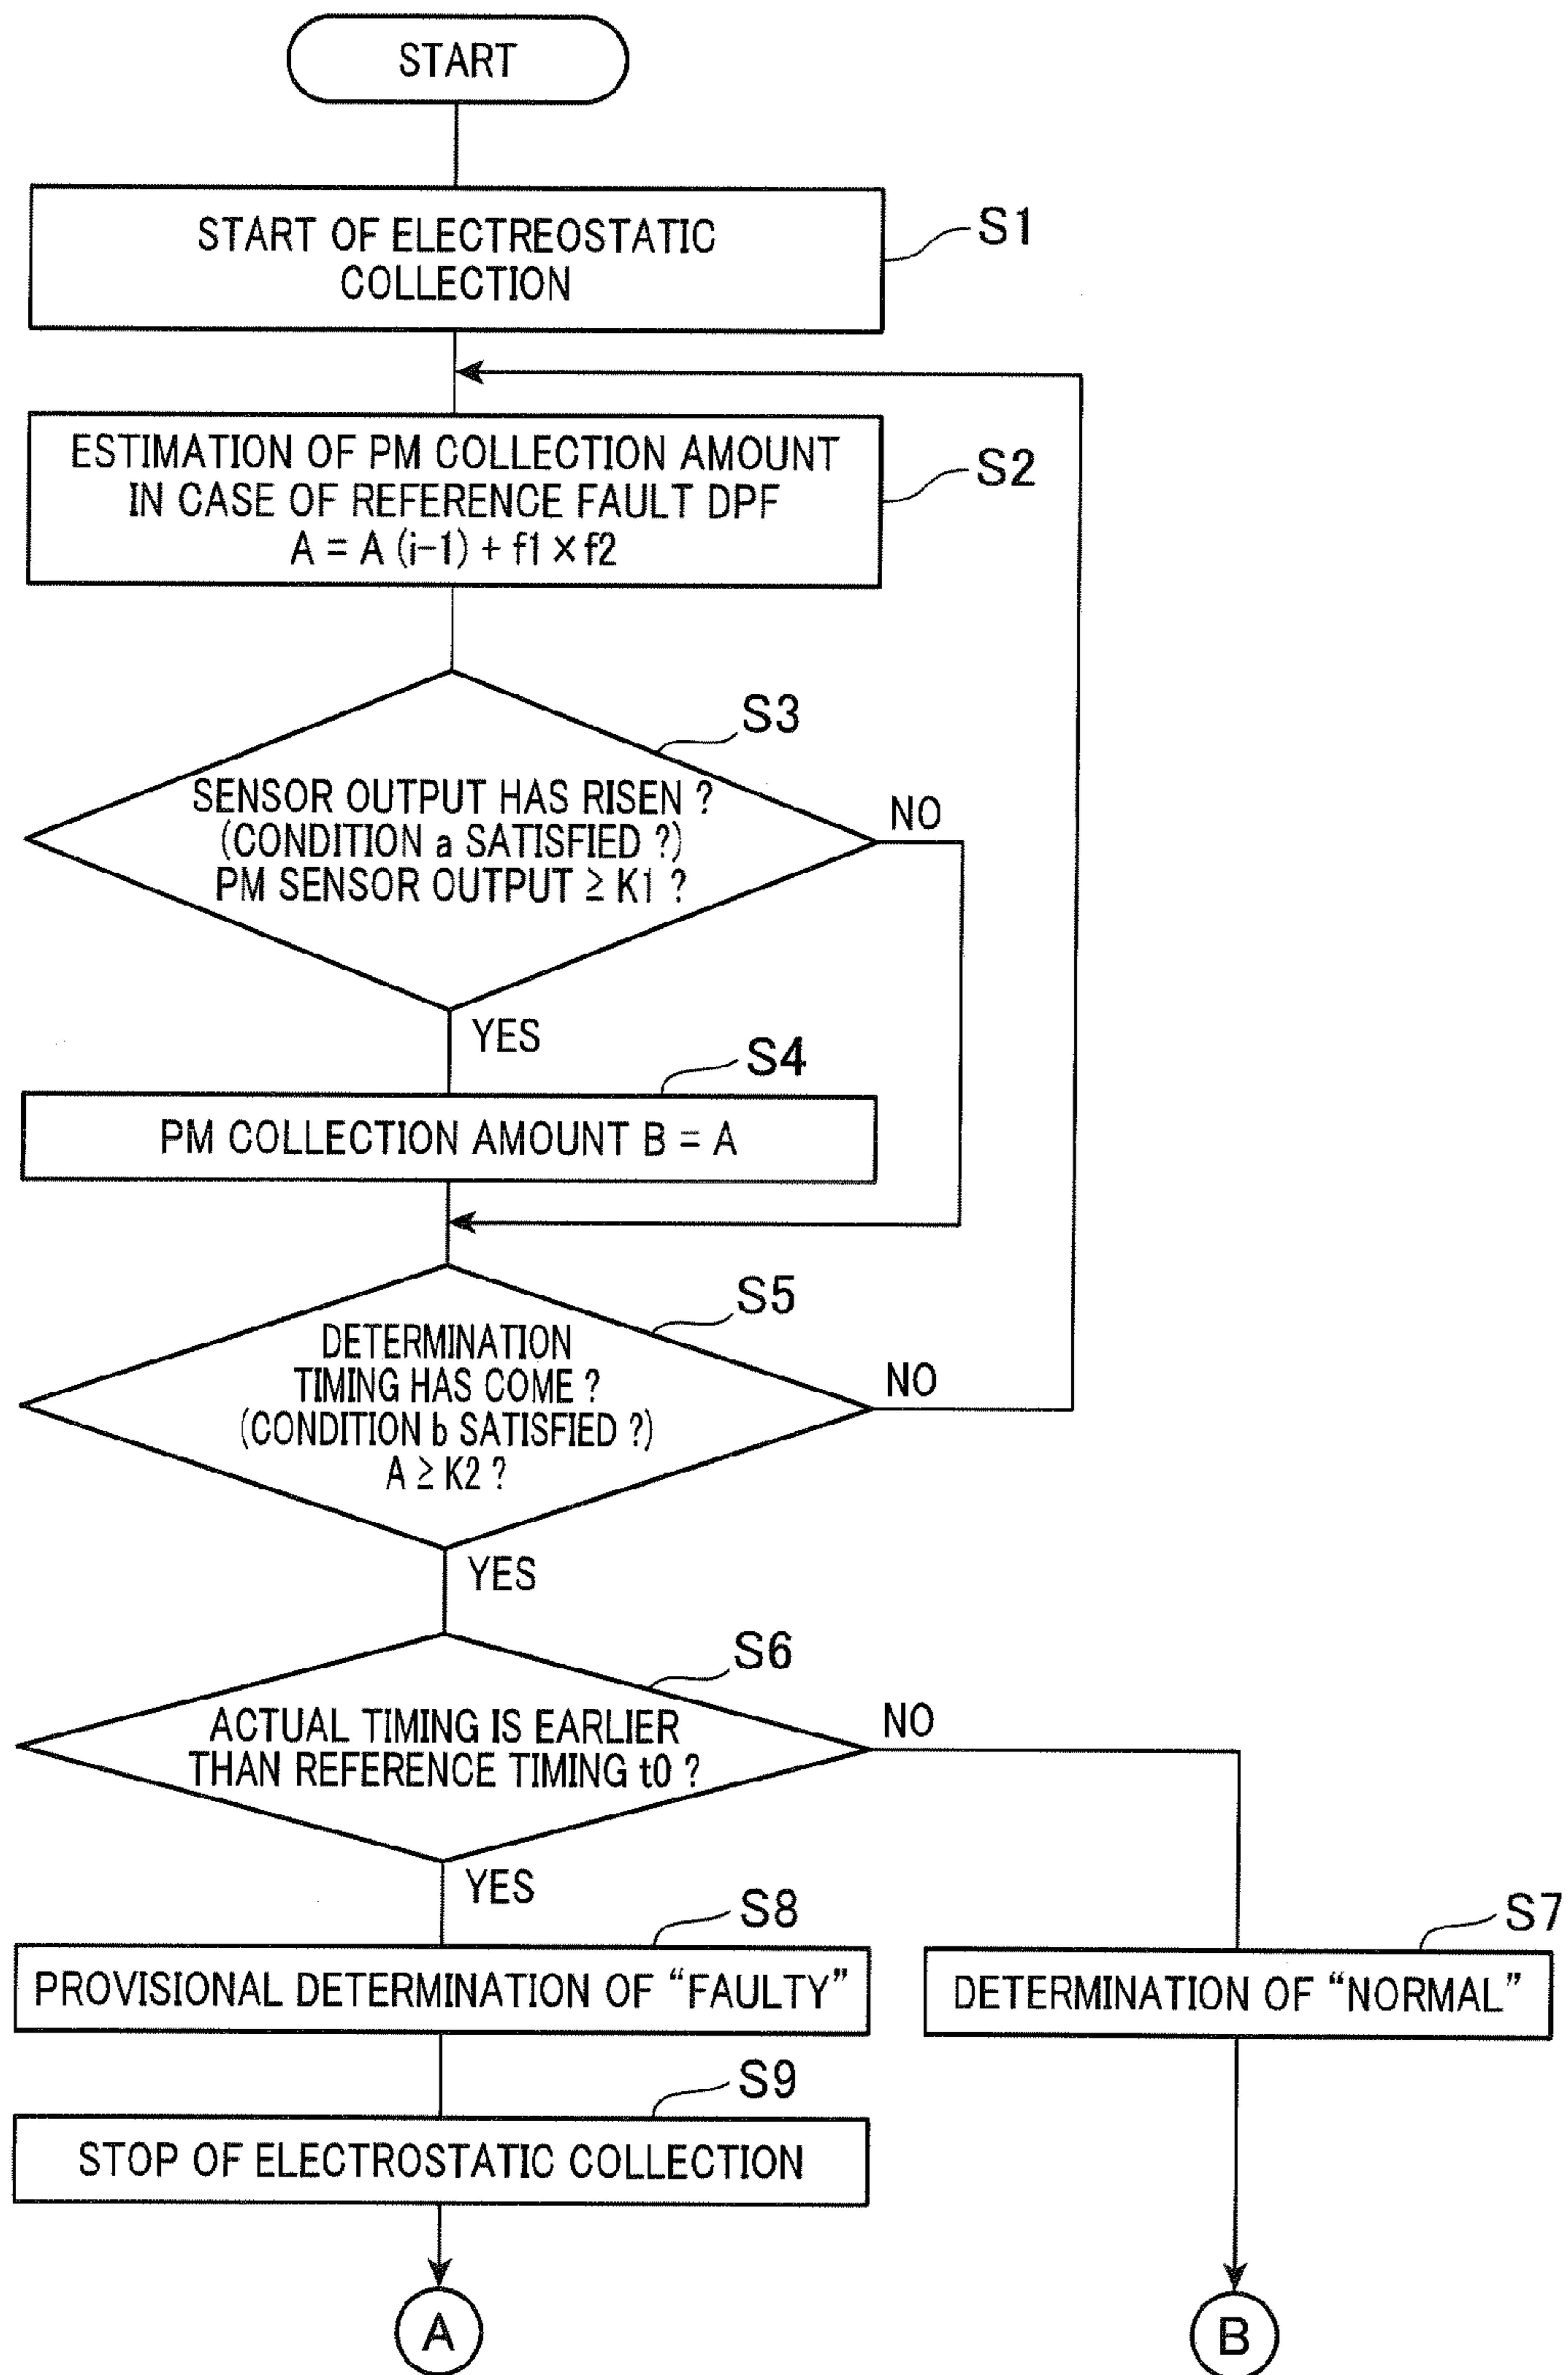 START
START OF ELECTREOSTATIC
COLLECTION
S1
ESTIMATION OF PM COLLECTION AMOUNT
IN CASE OF REFERENCE FAULT DPF
A = A (i-1) + f1 × f2
S2
S3
SENSOR OUTPUT HAS RISEN ?
(CONDITION a SATISFIED ?)
PM SENSOR OUTPUT ≥ K1 ?
NO
YES
S4
PM COLLECTION AMOUNT B = A
S5
DETERMINATION
TIMING HAS COME ?
(CONDITION b SATISFIED ?)
A ≥ K2 ?
NO
YES
S6
ACTUAL TIMING IS EARLIER
THAN REFERENCE TIMING t0 ?
NO
YES
S8
PROVISIONAL DETERMINATION OF “FAULTY”
S7
DETERMINATION OF “NORMAL”
S9
STOP OF ELECTROSTATIC COLLECTION
A
B